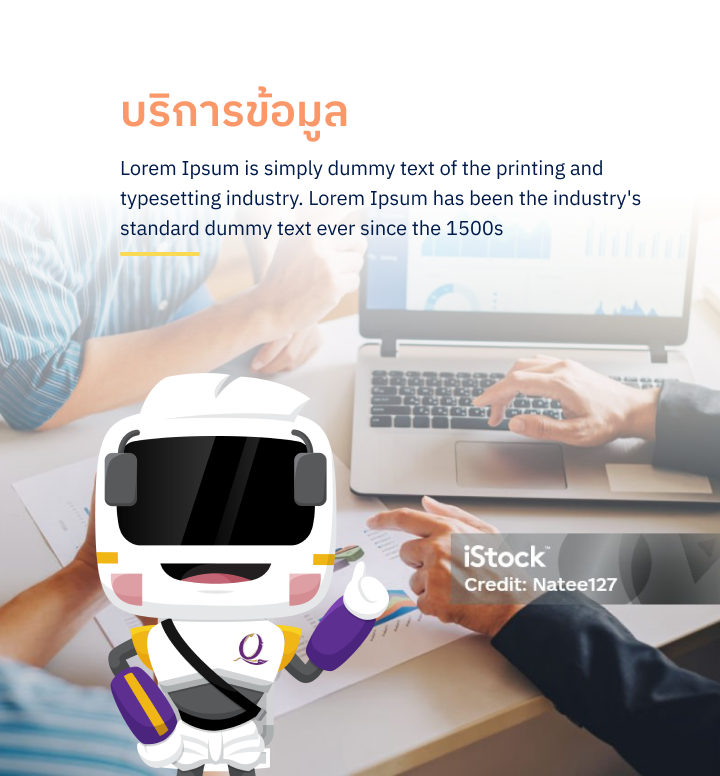 บริการข้อมูล
Lorem Ipsum is simply dummy text of the printing and
typesetting industry. Lorem Ipsum has been the industry's
standard dummy text ever since the 1500s
iStock™
Credit: Natee127
Q